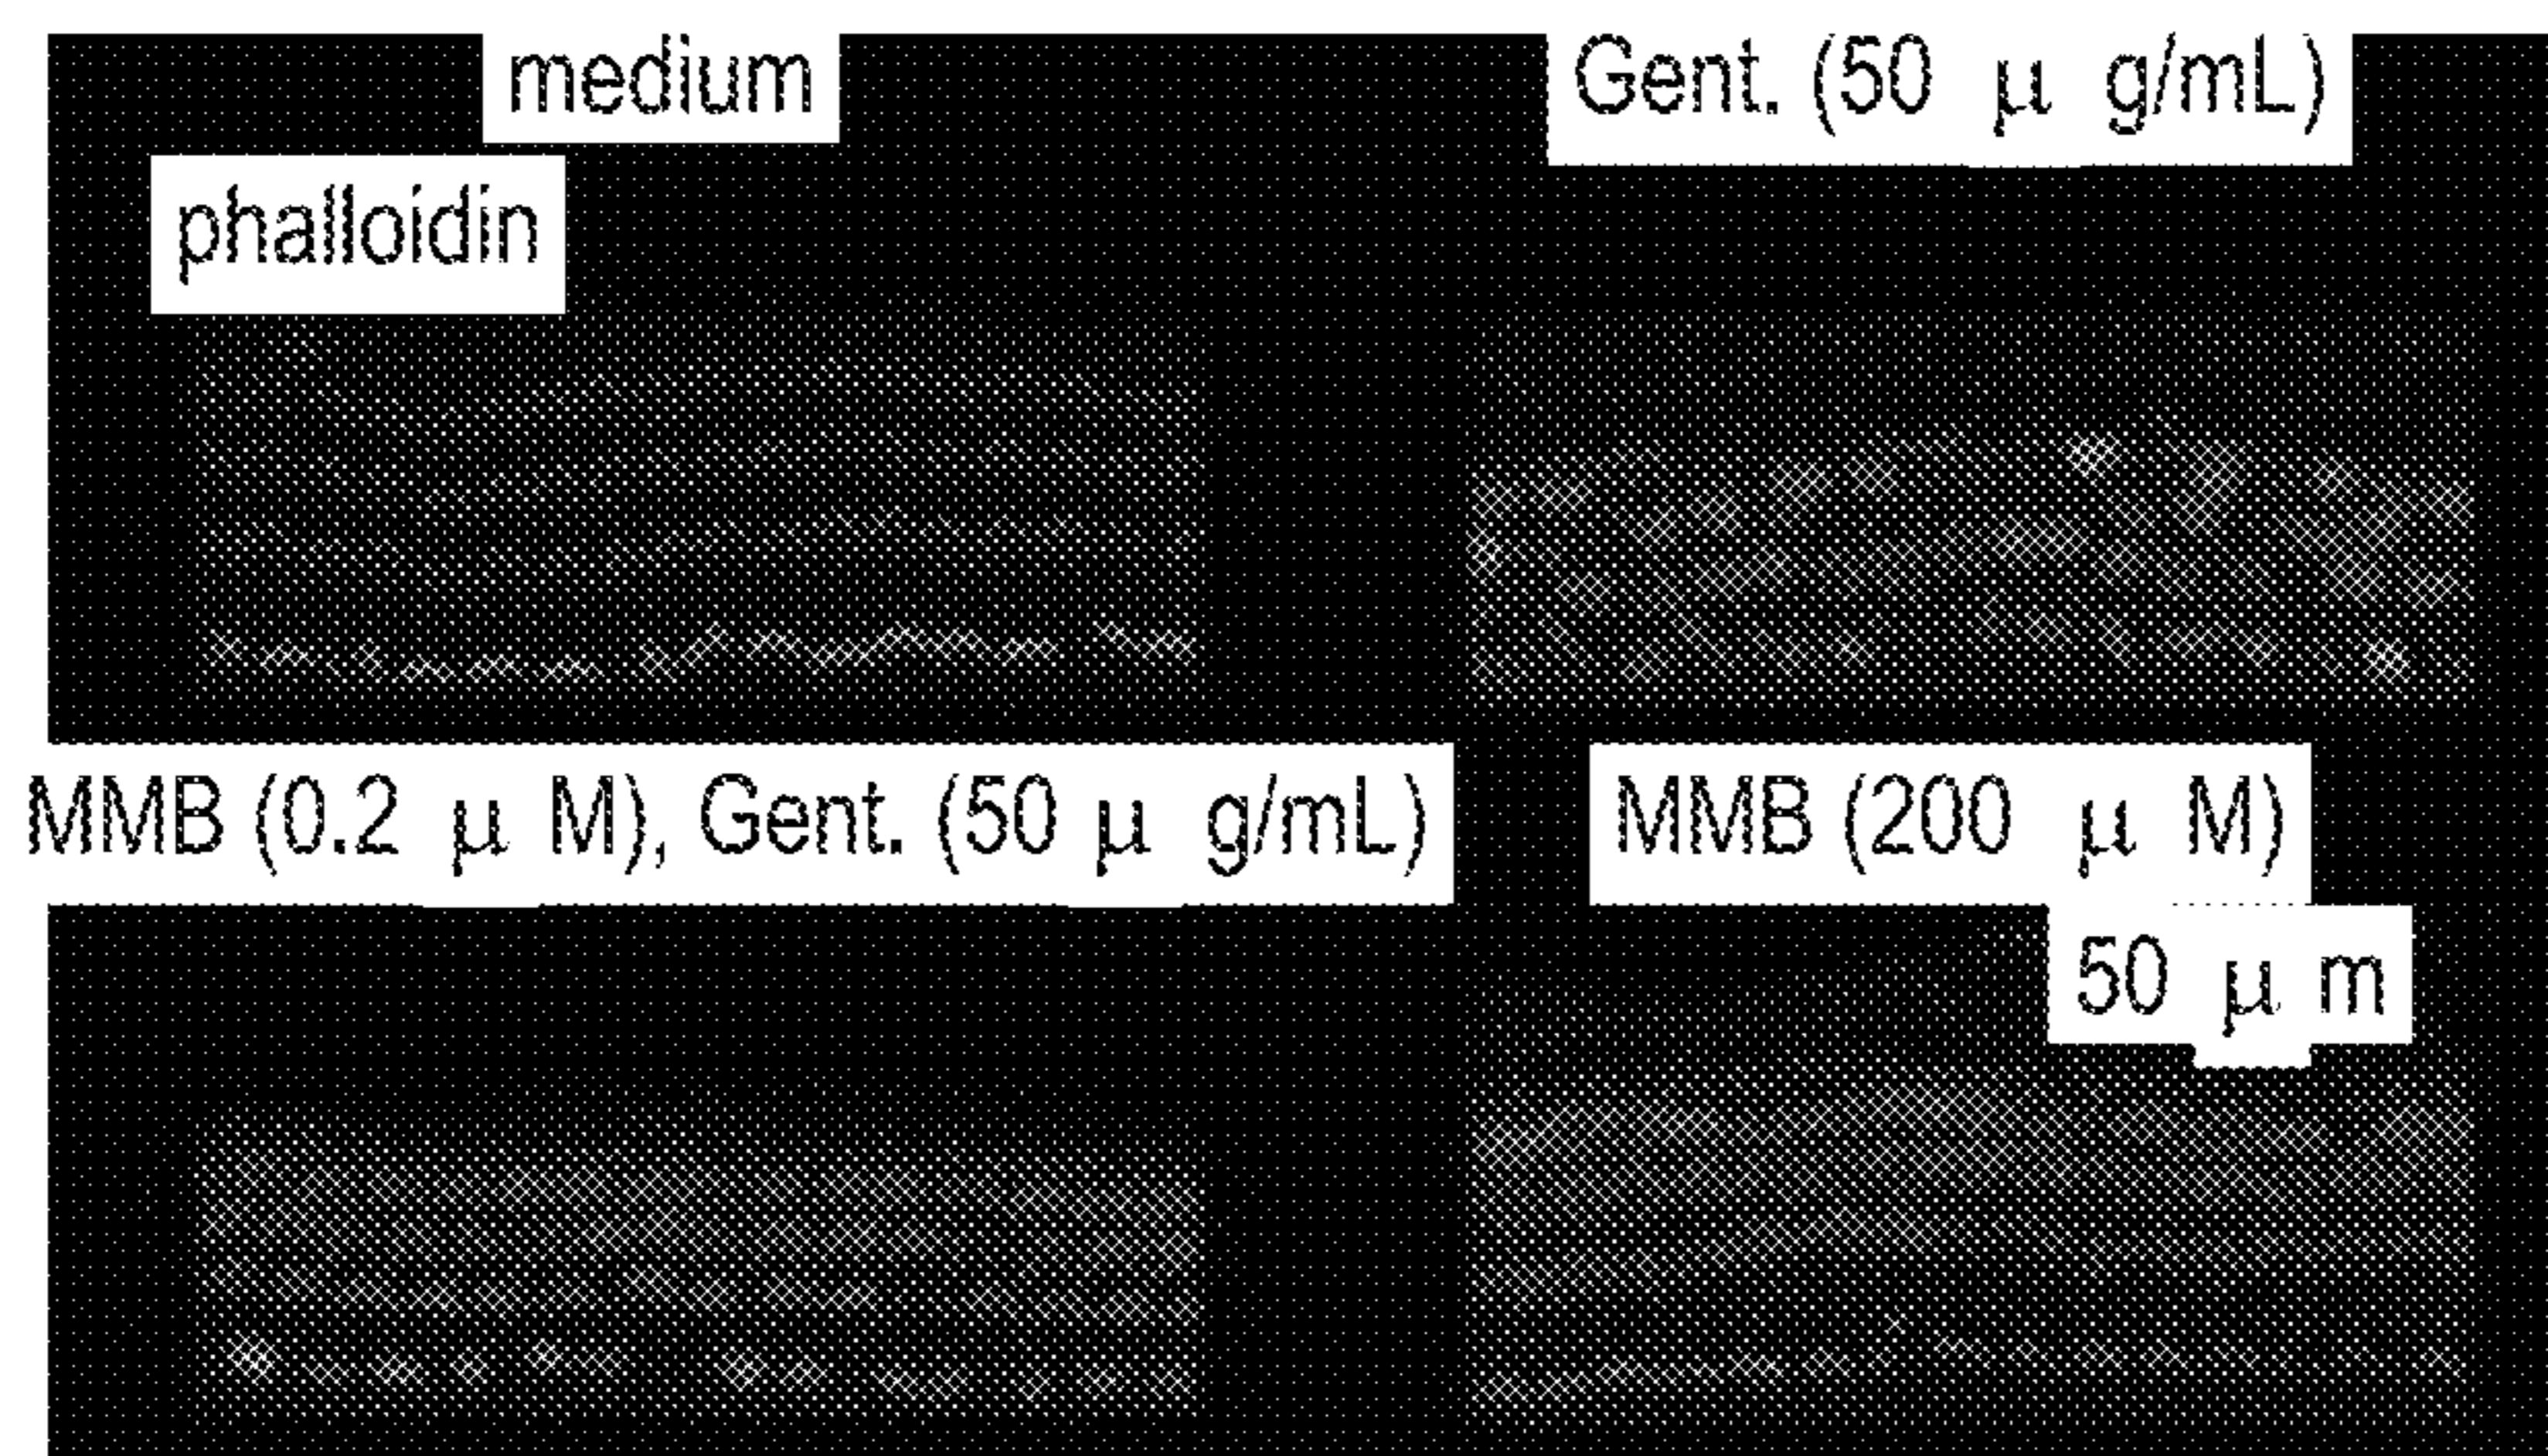 medium
Gent. (50 μ g/mL)
phalloidin
MMB (0.2 μ M), Gent. (50 μ g/mL)
MMB (200 μ M)
50 μ m